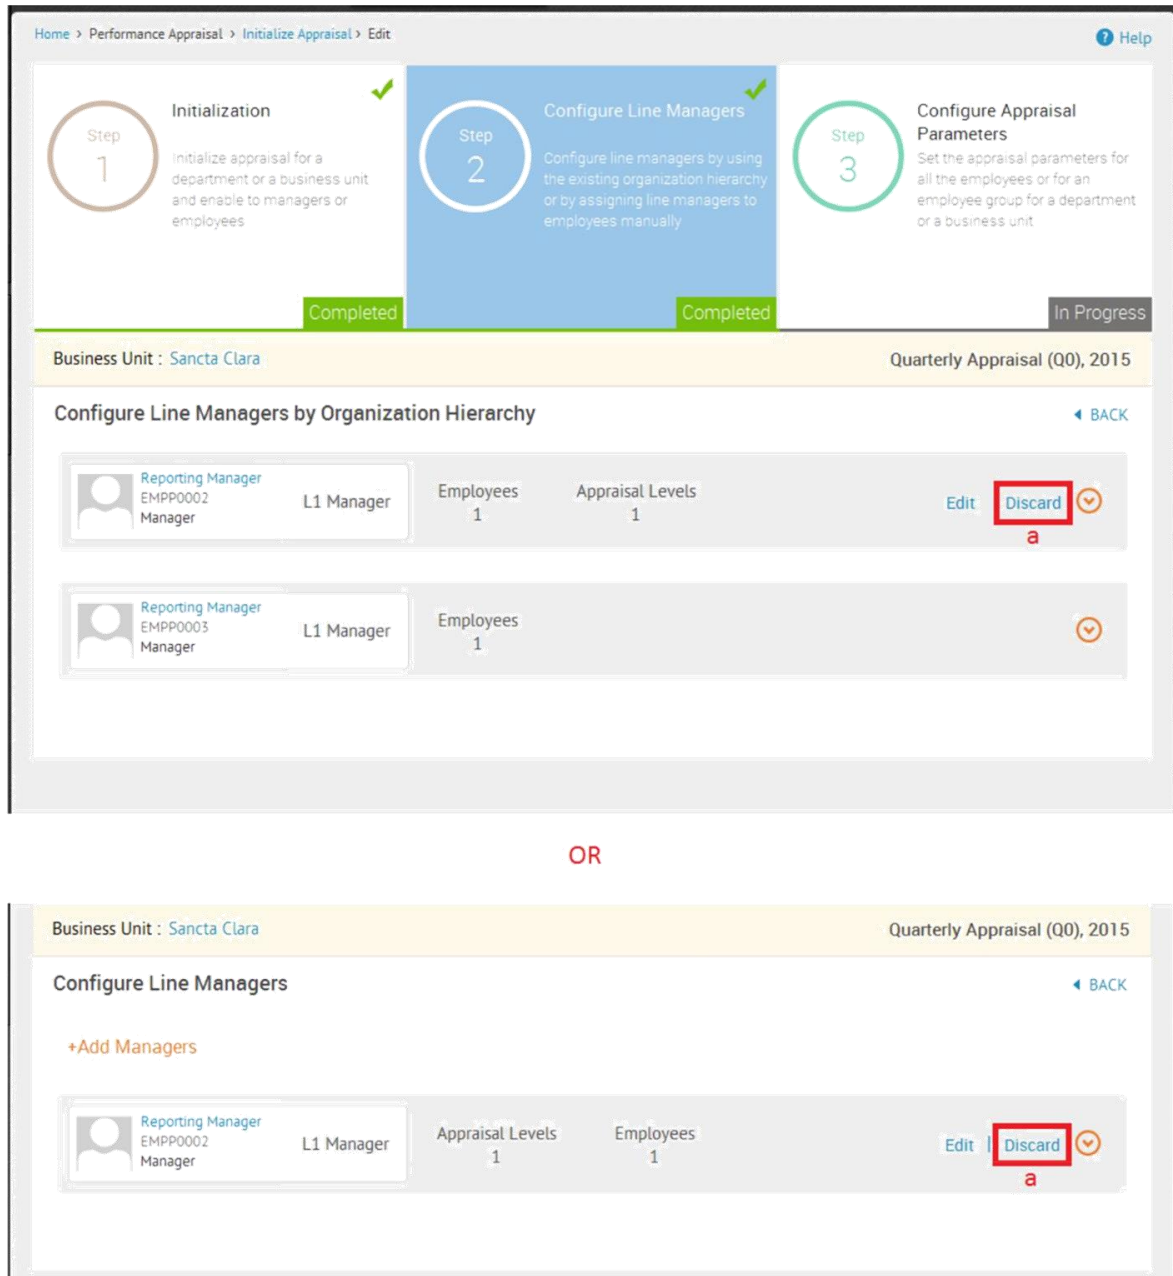 Home > Performance Appraisal > Initialize Appraisal > Edit
? Help
Step
1
Initialization
Initialize appraisal for a
department or a business unit
and enable to managers or
employees
Completed
Step
2
Configure Line Managers
Configure line managers by using
the existing organization hierarchy
or by assigning line managers to
employees manually
Completed
Step
3
Configure Appraisal
Parameters
Set the appraisal parameters for
all the employees or for an
employee group for a department
or a business unit
In Progress
Business Unit : Sancta Clara
Quarterly Appraisal (Q0), 2015
Configure Line Managers by Organization Hierarchy
BACK
Reporting Manager
EMPP0002
Manager
L1 Manager
Employees
1
Appraisal Levels
1
Edit
Discard
a
Reporting Manager
EMPP0003
Manager
L1 Manager
Employees
1
OR
Business Unit : Sancta Clara
Quarterly Appraisal (Q0), 2015
Configure Line Managers
BACK
+Add Managers
Reporting Manager
EMPP0002
Manager
L1 Manager
Appraisal Levels
1
Employees
1
Edit | Discard
a